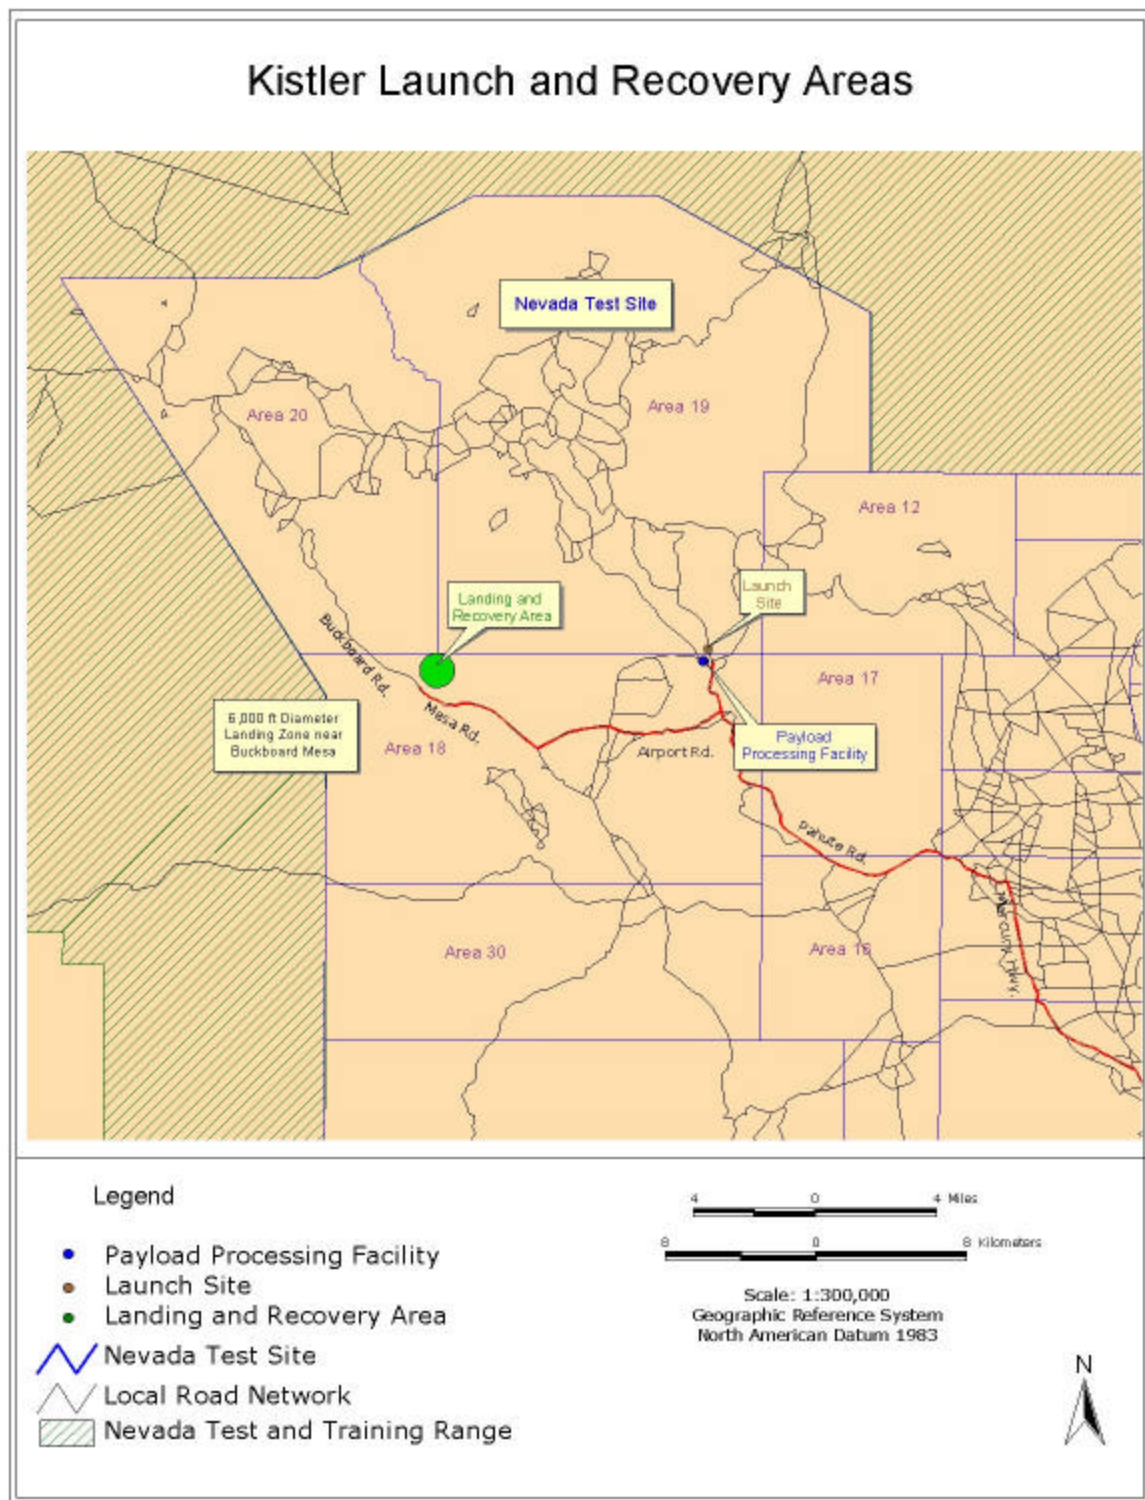 Kistler Launch and Recovery Areas
Nevada Test Site
Area 20
Area 19
Area 12
Launch
Site
Landing and
Recovery Area
Buckboard Rd.
Area 17
6,000 ft Diameter
Landing Zone near
Buckboard Mesa
Mesa Rd.
Area 18
Airport Rd.
Payload
Processing Facility
Pahute Rd.
Area 30
Area 16
Mercury Hwy.
Legend
Payload Processing Facility
Launch Site
Landing and Recovery Area
Nevada Test Site
Local Road Network
Nevada Test and Training Range
4 0 4 Miles
8 0 8 Kilometers
Scale: 1:300,000
Geographic Reference System
North American Datum 1983
N